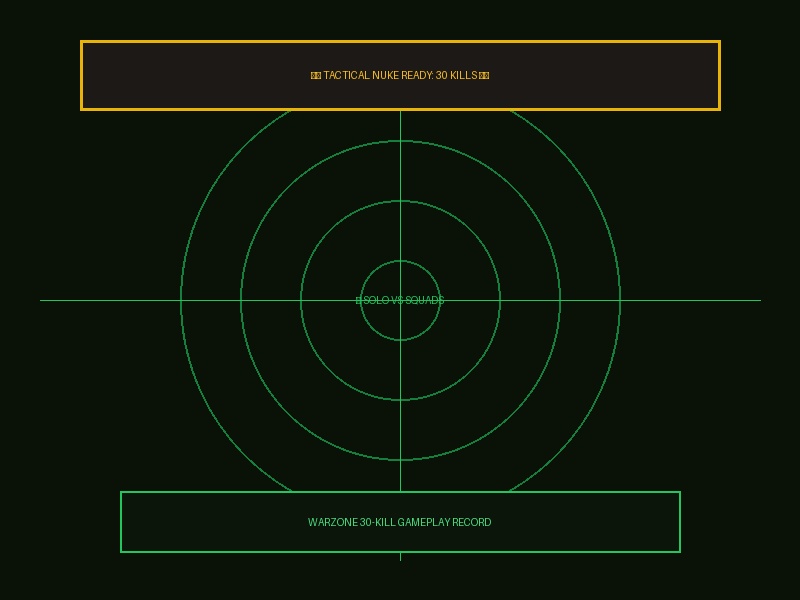 TACTICAL NUKE READY: 30 KILLS
SOLO VS SQUADS
WARZONE 30-KILL GAMEPLAY RECORD